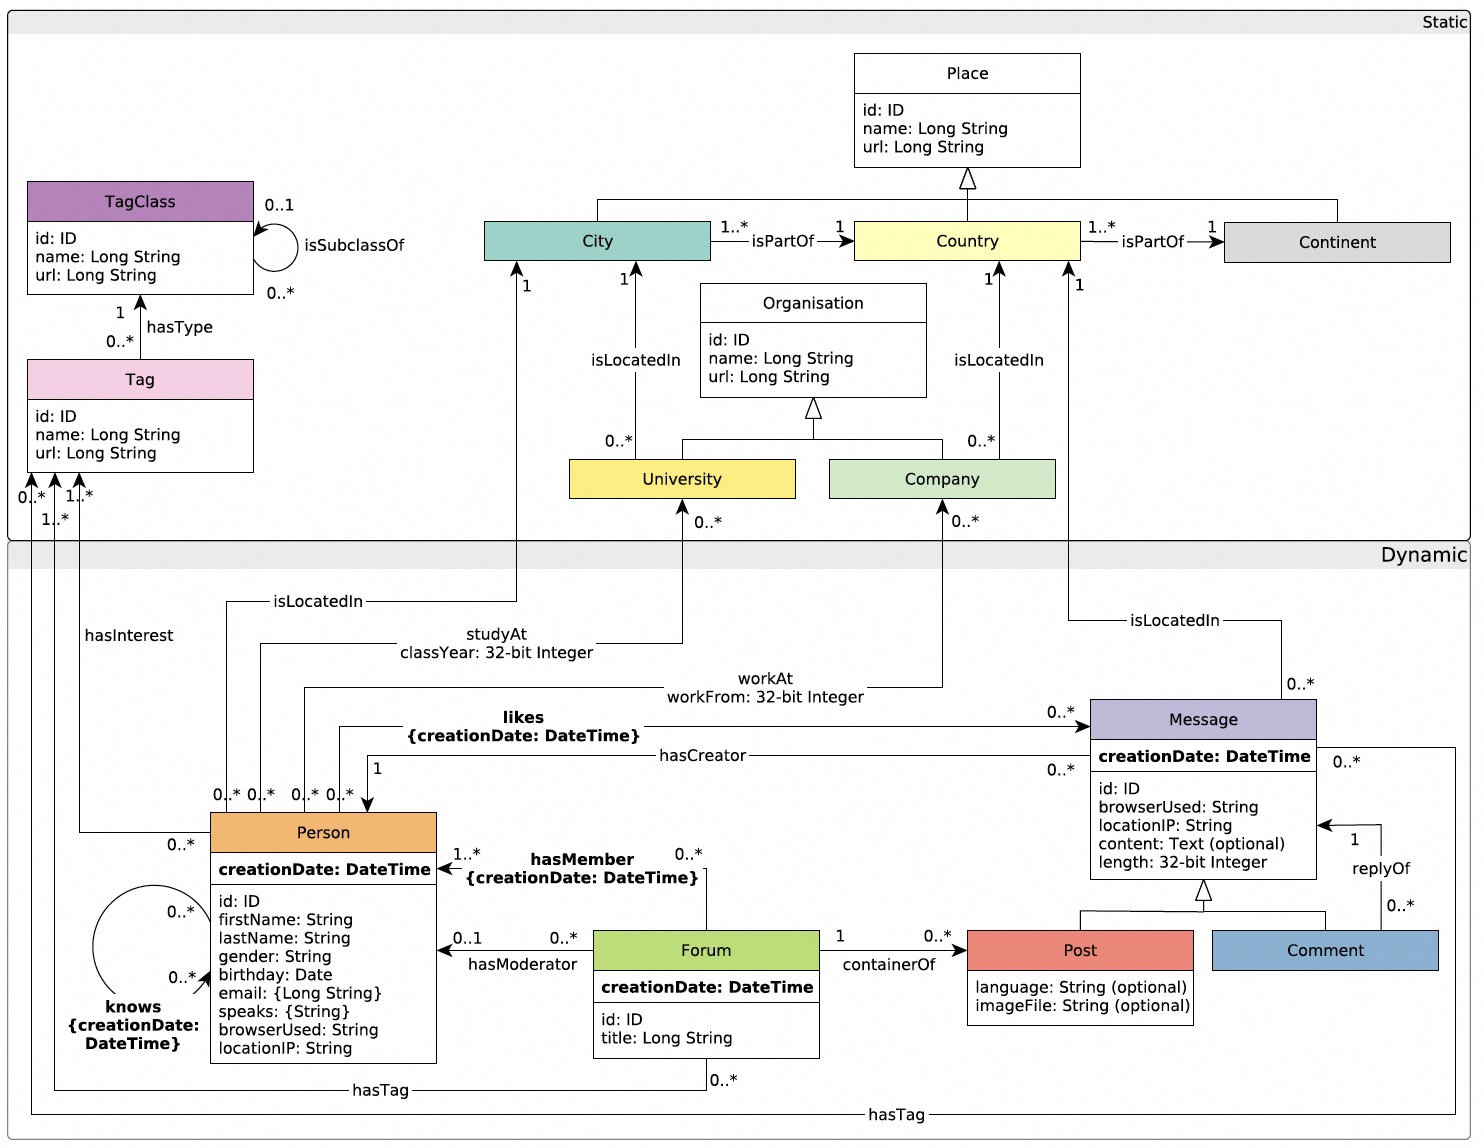 Static
Place
id: ID
name: Long String
url: Long String
TagClass
id: ID
name: Long String
url: Long String
0..1
isSubclassOf
0..*
City
1..*
isPartOf
1
Country
1..*
isPartOf
1
Continent
1
hasType
0..*
Tag
id: ID
name: Long String
url: Long String
1
1
1
1
Organisation
id: ID
name: Long String
url: Long String
isLocatedIn
isLocatedIn
0..*
0..*
University
Company
0..*
0..*
0..*
1..*
1..*
Dynamic
isLocatedIn
hasInterest
studyAt
classYear: 32-bit Integer
isLocatedIn
workAt
workFrom: 32-bit Integer
0..*
likes
{creationDate: DateTime}
0..*
Message
creationDate: DateTime
id: ID
browserUsed: String
locationIP: String
content: Text (optional)
length: 32-bit Integer
hasCreator
1
0..*
0..*
0..*
0..*
0..*
0..*
Person
creationDate: DateTime
id: ID
firstName: String
lastName: String
gender: String
birthday: Date
email: {Long String}
speaks: {String}
browserUsed: String
locationIP: String
0..*
0..*
0..*
knows
{creationDate:
DateTime}
1..*
hasMember
{creationDate: DateTime}
0..*
1
replyOf
0..*
0..1
hasModerator
0..*
Forum
creationDate: DateTime
id: ID
title: Long String
1
containerOf
0..*
Post
language: String (optional)
imageFile: String (optional)
Comment
0..*
hasTag
hasTag